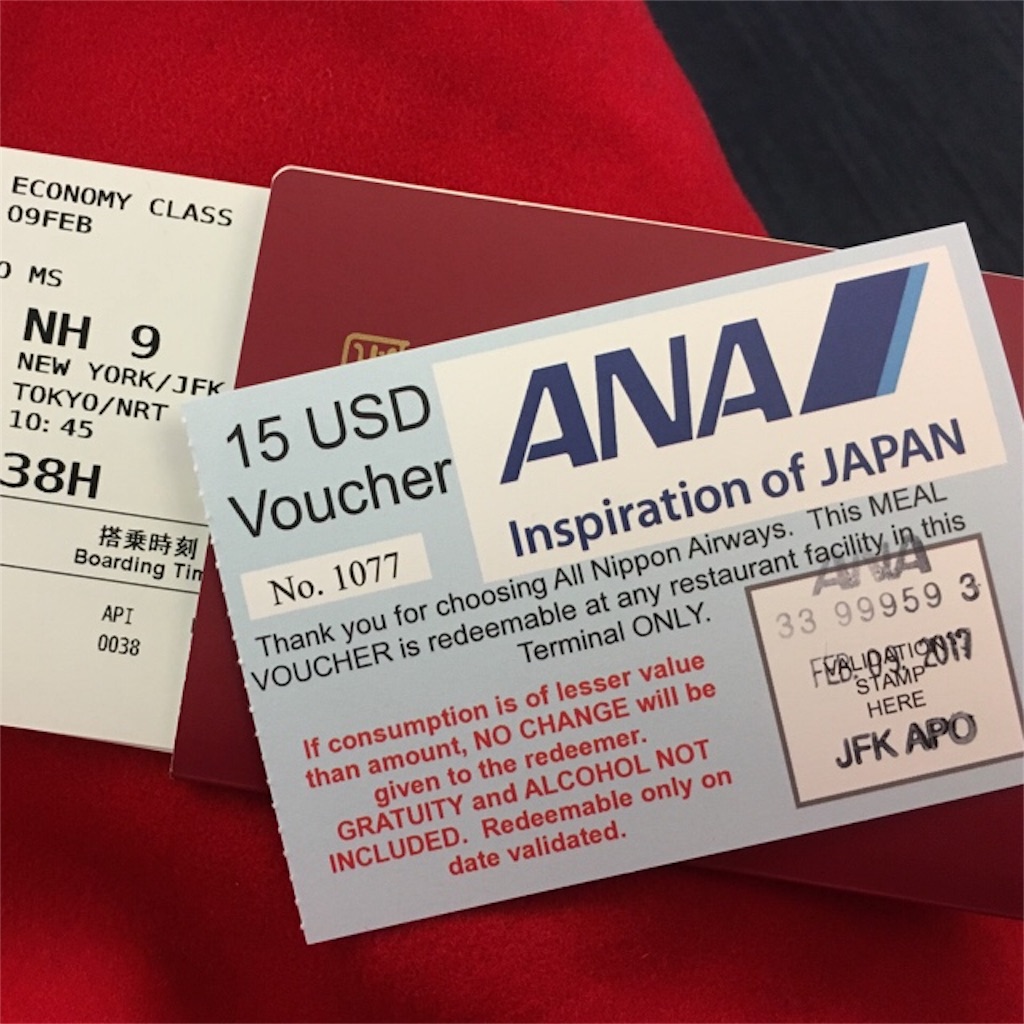 ECONOMY CLASS
09FEB
MS
NH 9
NEW YORK/JFK
TOKYO/NRT
10:45
38H
搭乗時刻
Boarding Tim
API
0038
15 USD
Voucher
No. 1077
ANA
Inspiration of JAPAN
Thank you for choosing All Nippon Airways. This MEAL
VOUCHER is redeemable at any restaurant facility in this
Terminal ONLY.
If consumption is of lesser value
than amount, NO CHANGE will be
given to the redeemer.
GRATUITY and ALCOHOL NOT
INCLUDED. Redeemable only on
date validated.
ANA
33 99959 3
FEB. 09. 2017
VALIDATION
STAMP
HERE
JFK APO